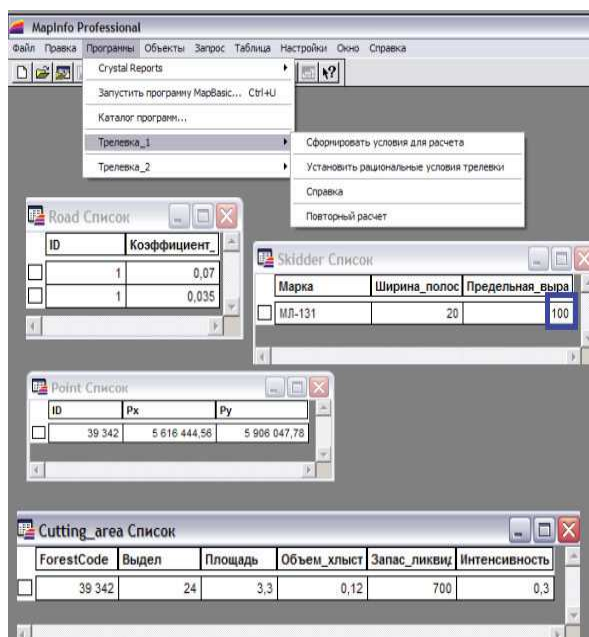 MapInfo Professional
Файл Правка Программы Объекты Запрос Таблица Настройки Окно Справка
Crystal Reports
Запустить программу MapBasic... Ctrl+U
Каталог программ...
Трелевка_1
Трелевка_2
Сформировать условия для расчета
Установить рациональные условия трелевки
Справка
Повторный расчет
Road Список
ID Коэффициент_
1 0,07
1 0,035
Skidder Список
Марка Ширина_полос Предельная_выра
МЛ-131 20 100
Point Список
ID Px Py
39 342 5 616 444,56 5 906 047,78
Cutting_area Список
ForestCode Выдел Площадь Объем_хлыст Запас_ликвид Интенсивность
39 342 24 3,3 0,12 700 0,3